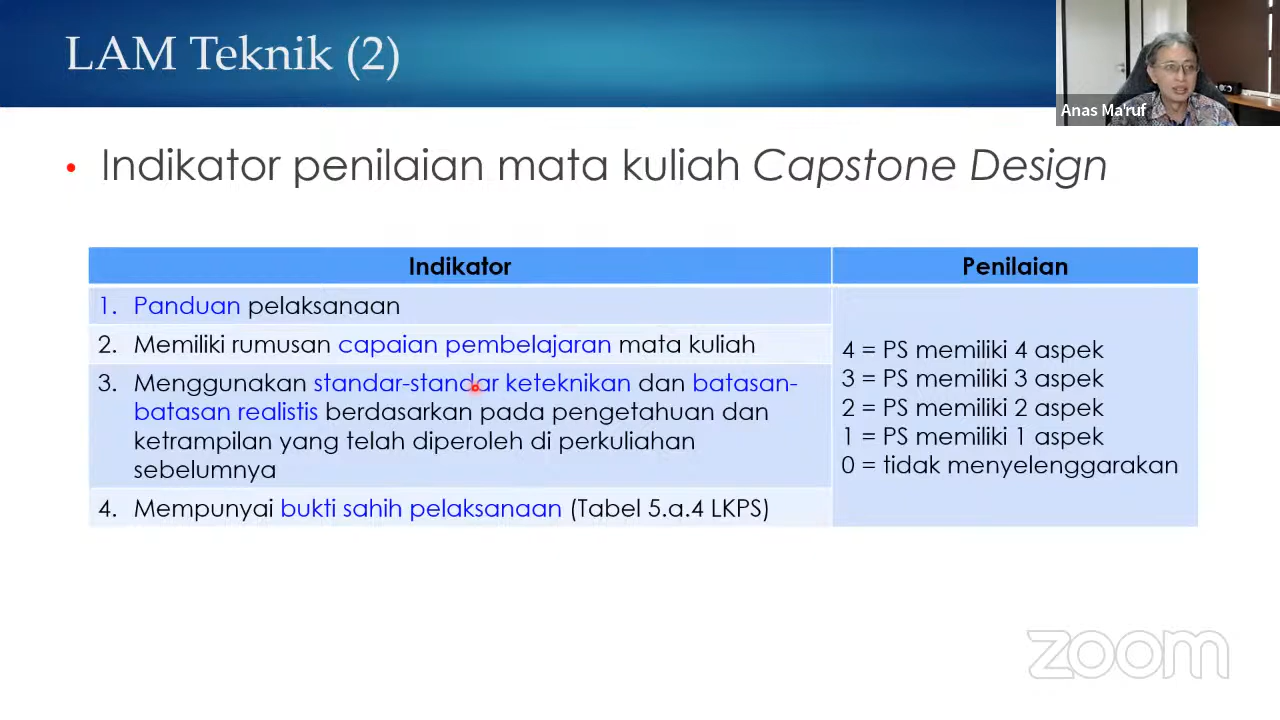 LAM Teknik (2)
Anas Ma'ruf
• Indikator penilaian mata kuliah Capstone Design
Indikator
Penilaian
1. Panduan pelaksanaan
2. Memiliki rumusan capaian pembelajaran mata kuliah
3. Menggunakan standar-standar keteknikan dan batasan-
batasan realistis berdasarkan pada pengetahuan dan
ketrampilan yang telah diperoleh di perkuliahan
sebelumnya
4. Mempunyai bukti sahih pelaksanaan (Tabel 5.a.4 LKPS)
4 = PS memiliki 4 aspek
3 = PS memiliki 3 aspek
2 = PS memiliki 2 aspek
1 = PS memiliki 1 aspek
0 = tidak menyelenggarakan
zoom